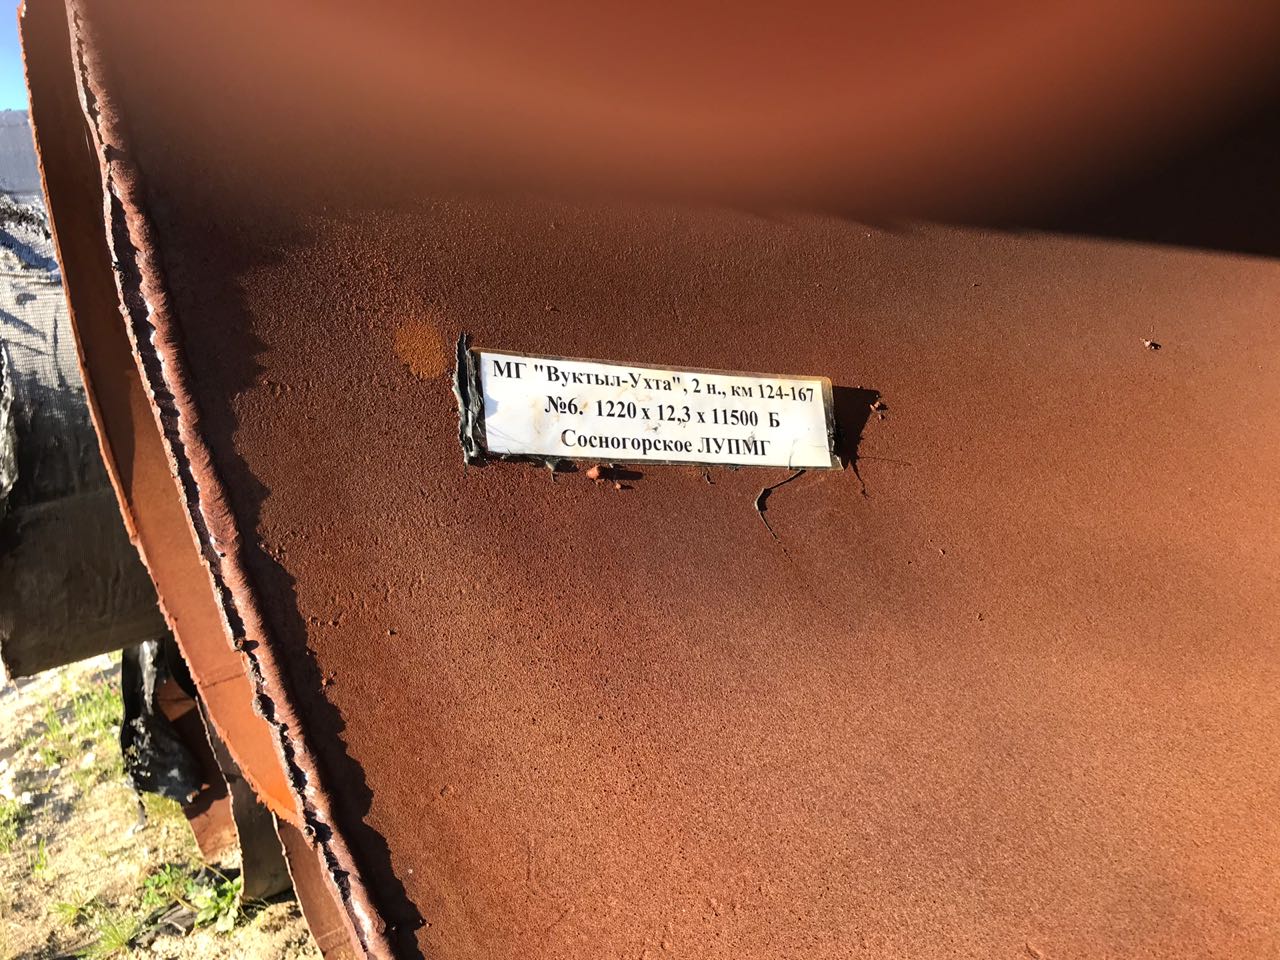 МГ "Вуктыл-Ухта", 2 н., км 124-167
№6. 1220 х 12,3 х 11500 Б
Сосногорское ЛУПМГ